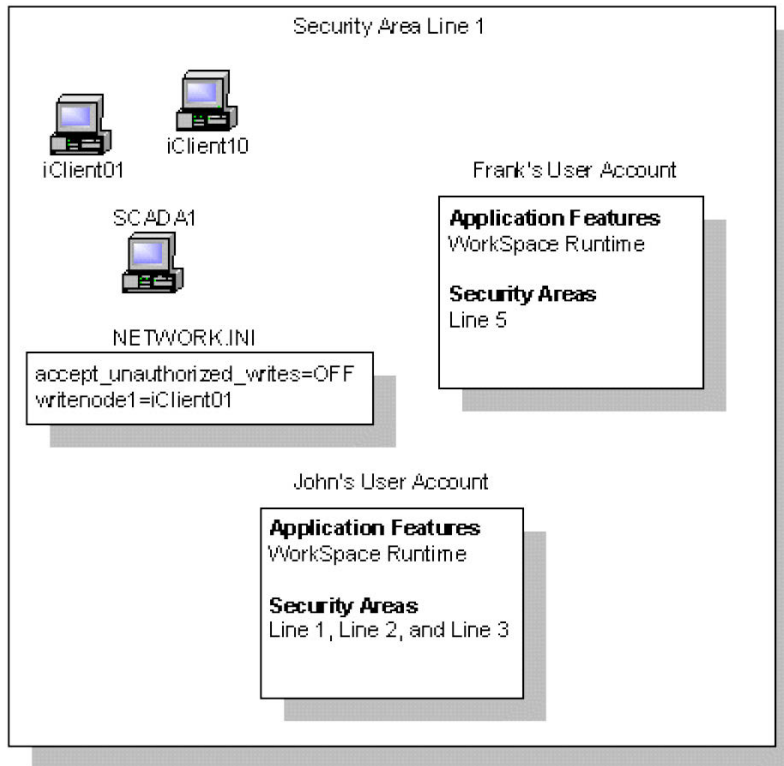 Security Area Line 1
iClient01
iClient10
SCADA1
NETWORK.INI
accept_unauthorized_writes=OFF
writenode1=iClient01
Frank's User Account
Application Features
WorkSpace Runtime
Security Areas
Line 5
John's User Account
Application Features
WorkSpace Runtime
Security Areas
Line 1, Line 2, and Line 3